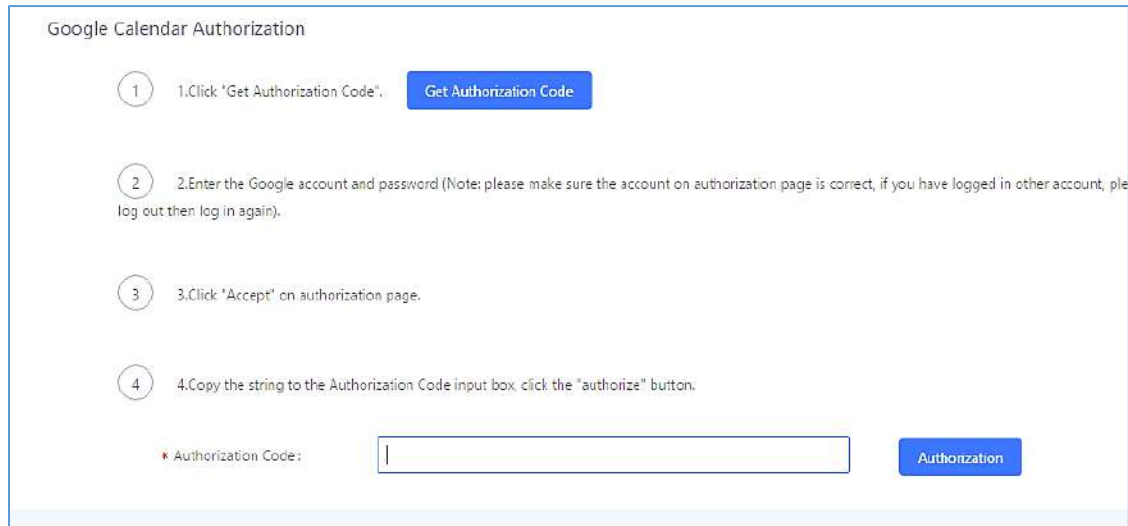 Google Calendar Authorization
1 1.Click "Get Authorization Code". Get Authorization Code
2 2.Enter the Google account and password (Note: please make sure the account on authorization page is correct, if you have logged in other account,
log out then log in again).
3 3.Click "Accept" on authorization page.
4 4.Copy the string to the Authorization Code input box, click the "authorize" button.
* Authorization Code: Authorization